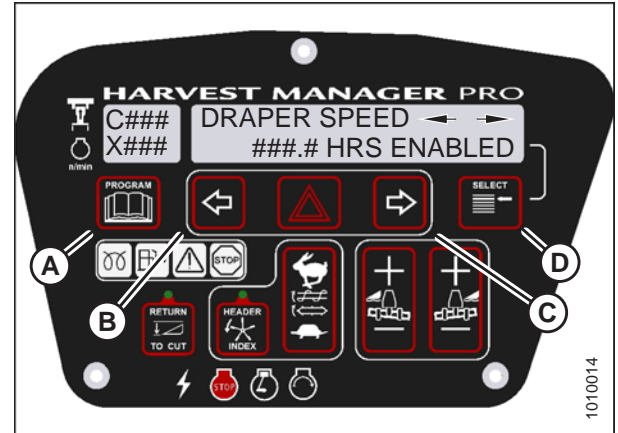 HARVEST MANAGER PRO
C###
X###
n/min
DRAPER SPEED
###.# HRS ENABLED
PROGRAM
SELECT
A
B
C
D
STOP
RETURN
TO CUT
HEADER
INDEX
STOP
1010014